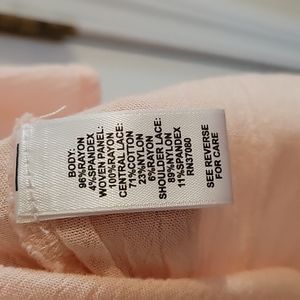 BODY:
96%RAYON
4%SPANDEX
WOVEN PANEL:
100%RAYON
CENTRAL LACE:
71%COTTON
23%NYLON
6%RAYON
SHOULDER LACE:
89%NYLON
11%SPANDEX
RN37080
SEE REVERSE
FOR CARE